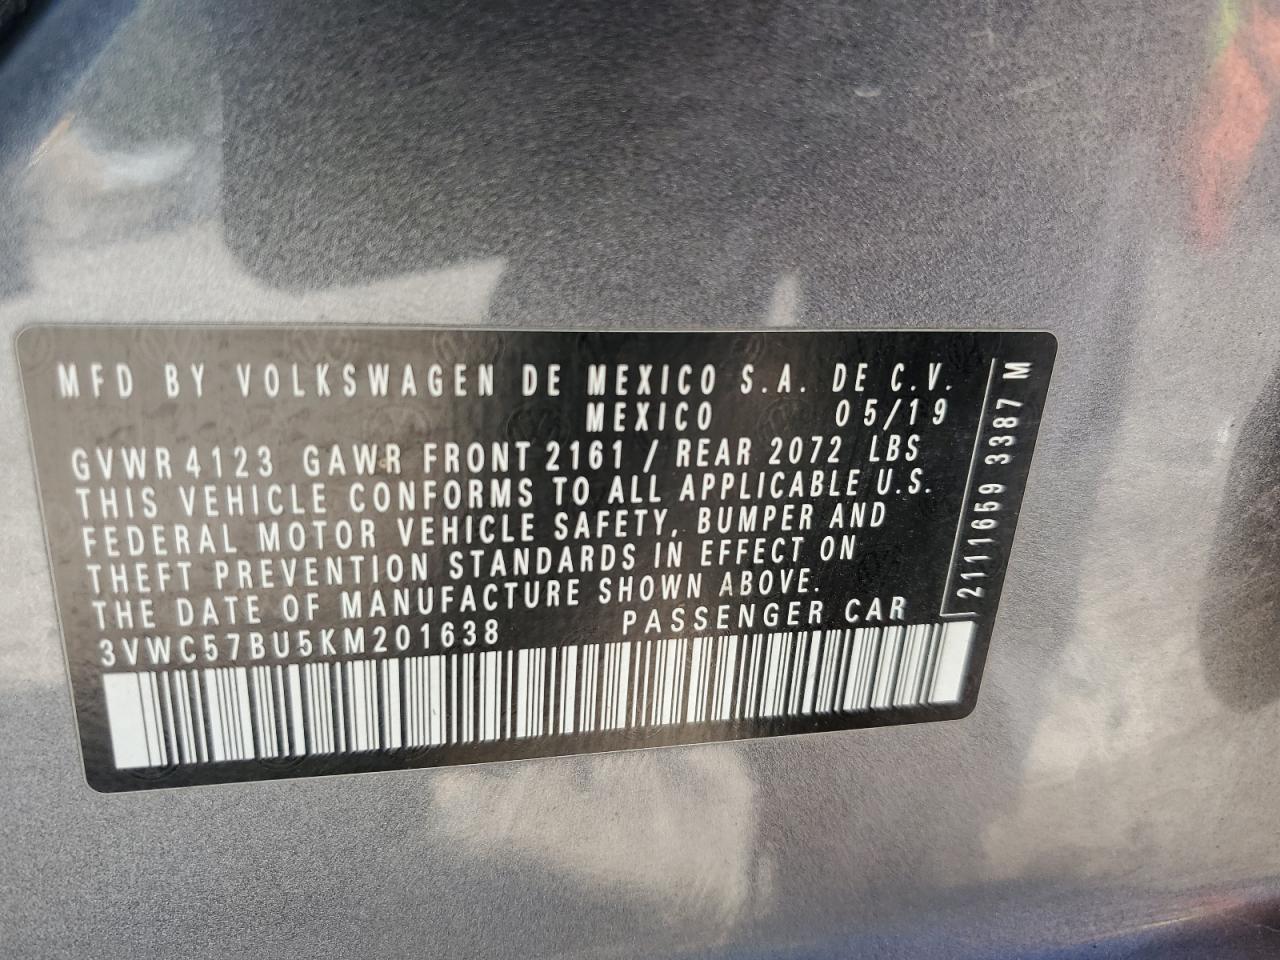 MFD BY VOLKSWAGEN DE MEXICO S.A. DE C.V.
MEXICO 05/19
GVWR 4123 GAWR FRONT 2161 / REAR 2072 LBS
THIS VEHICLE CONFORMS TO ALL APPLICABLE U.S.
FEDERAL MOTOR VEHICLE SAFETY, BUMPER AND
THEFT PREVENTION STANDARDS IN EFFECT ON
THE DATE OF MANUFACTURE SHOWN ABOVE.
3VWC57BU5KM201638 PASSENGER CAR
2111659 3387 M